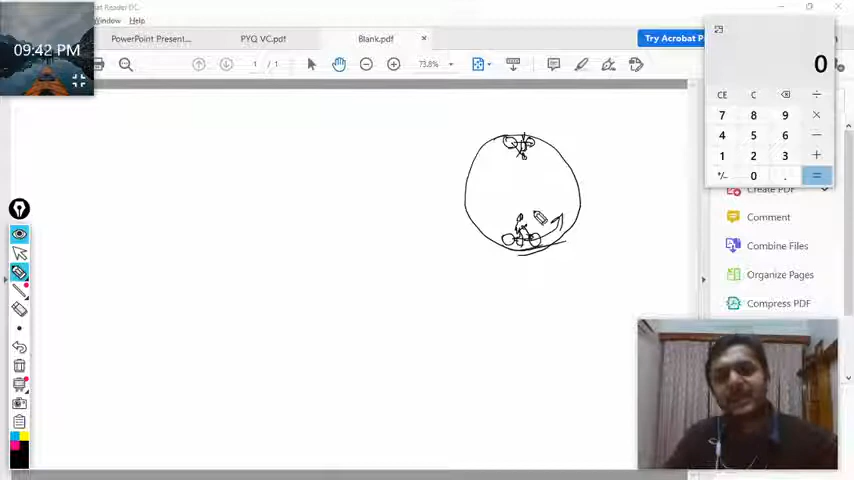 Reader DC
Window Help
09:42 PM
PowerPoint Present...
PYQ VC.pdf
Blank.pdf
×
Try Acrobat P
1 / 1
73.8%
0
CE C ÷
7 8 9 ×
4 5 6 −
1 2 3 +
+/− 0 . =
Create PDF
Comment
Combine Files
Organize Pages
Compress PDF